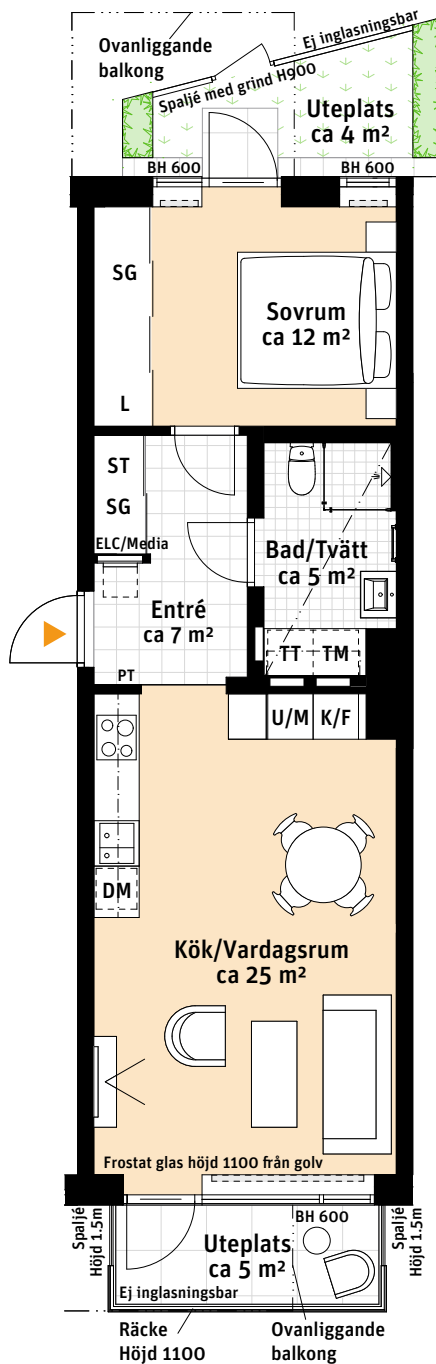 Ovanliggande
balkong
Ej inglasningsbar
Spaljé med grind H900
Uteplats
ca 4 m²
BH 600
BH 600
SG
Sovrum
ca 12 m²
L
ST
SG
ELC/Media
Bad/Tvätt
ca 5 m²
Entré
ca 7 m²
PT
TT
TM
U/M
K/F
DM
Kök/Vardagsrum
ca 25 m²
Frostat glas höjd 1100 från golv
Spaljé
Höjd 1.5m
BH 600
Uteplats
ca 5 m²
Ej inglasningsbar
Spaljé
Höjd 1.5m
Räcke
Höjd 1100
Ovanliggande
balkong